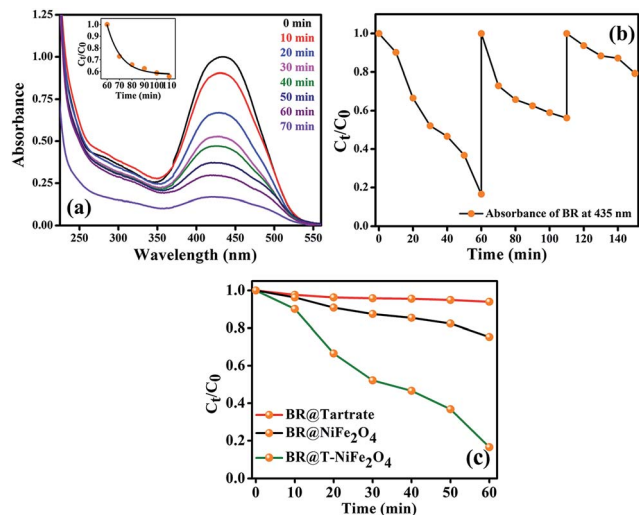 (a)
1.25
1.00
0.75
0.50
0.25
0.00
Absorbance
250 300 350 400 450 500 550
Wavelength (nm)
1.0
0.9
0.8
0.7
0.6
Ct/C0
60 70 80 90 100 110
Time (min)
0 min
10 min
20 min
30 min
40 min
50 min
60 min
70 min
(b)
1.0
0.8
0.6
0.4
0.2
0.0
Ct/C0
Absorbance of BR at 435 nm
0 20 40 60 80 100 120 140
Time (min)
1.0
0.8
0.6
0.4
0.2
0.0
Ct/C0
BR@Tartrate
BR@NiFe2O4
BR@T-NiFe2O4
(c)
0 10 20 30 40 50 60
Time (min)